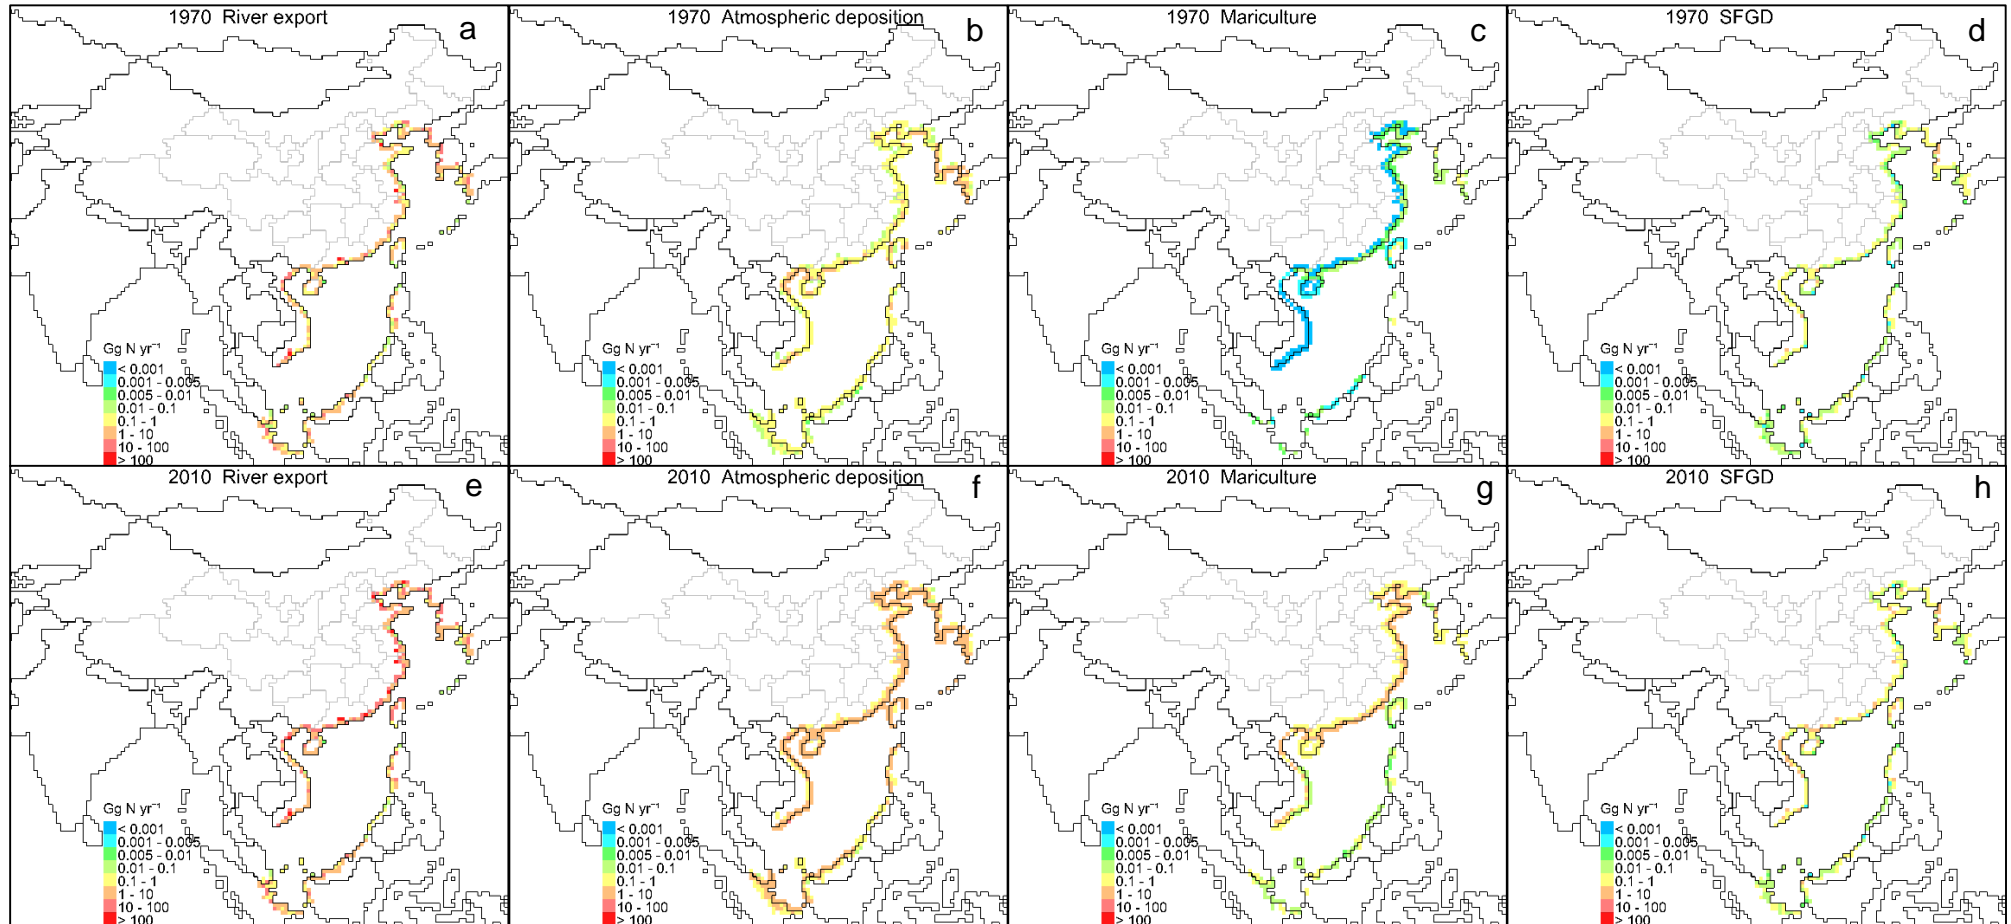 1970 River export
a
1970 Atmospheric deposition
b
1970 Mariculture
c
1970 SFGD
d
Gg N yr⁻¹
< 0.001
0.001 - 0.005
0.005 - 0.01
0.01 - 0.1
0.1 - 1
1 - 10
10 - 100
> 100
Gg N yr⁻¹
< 0.001
0.001 - 0.005
0.005 - 0.01
0.01 - 0.1
0.1 - 1
1 - 10
10 - 100
> 100
Gg N yr⁻¹
< 0.001
0.001 - 0.005
0.005 - 0.01
0.01 - 0.1
0.1 - 1
1 - 10
10 - 100
> 100
Gg N yr⁻¹
< 0.001
0.001 - 0.005
0.005 - 0.01
0.01 - 0.1
0.1 - 1
1 - 10
10 - 100
> 100
2010 River export
e
2010 Atmospheric deposition
f
2010 Mariculture
g
2010 SFGD
h
Gg N yr⁻¹
< 0.001
0.001 - 0.005
0.005 - 0.01
0.01 - 0.1
0.1 - 1
1 - 10
10 - 100
> 100
Gg N yr⁻¹
< 0.001
0.001 - 0.005
0.005 - 0.01
0.01 - 0.1
0.1 - 1
1 - 10
10 - 100
> 100
Gg N yr⁻¹
< 0.001
0.001 - 0.005
0.005 - 0.01
0.01 - 0.1
0.1 - 1
1 - 10
10 - 100
> 100
Gg N yr⁻¹
< 0.001
0.001 - 0.005
0.005 - 0.01
0.01 - 0.1
0.1 - 1
1 - 10
10 - 100
> 100